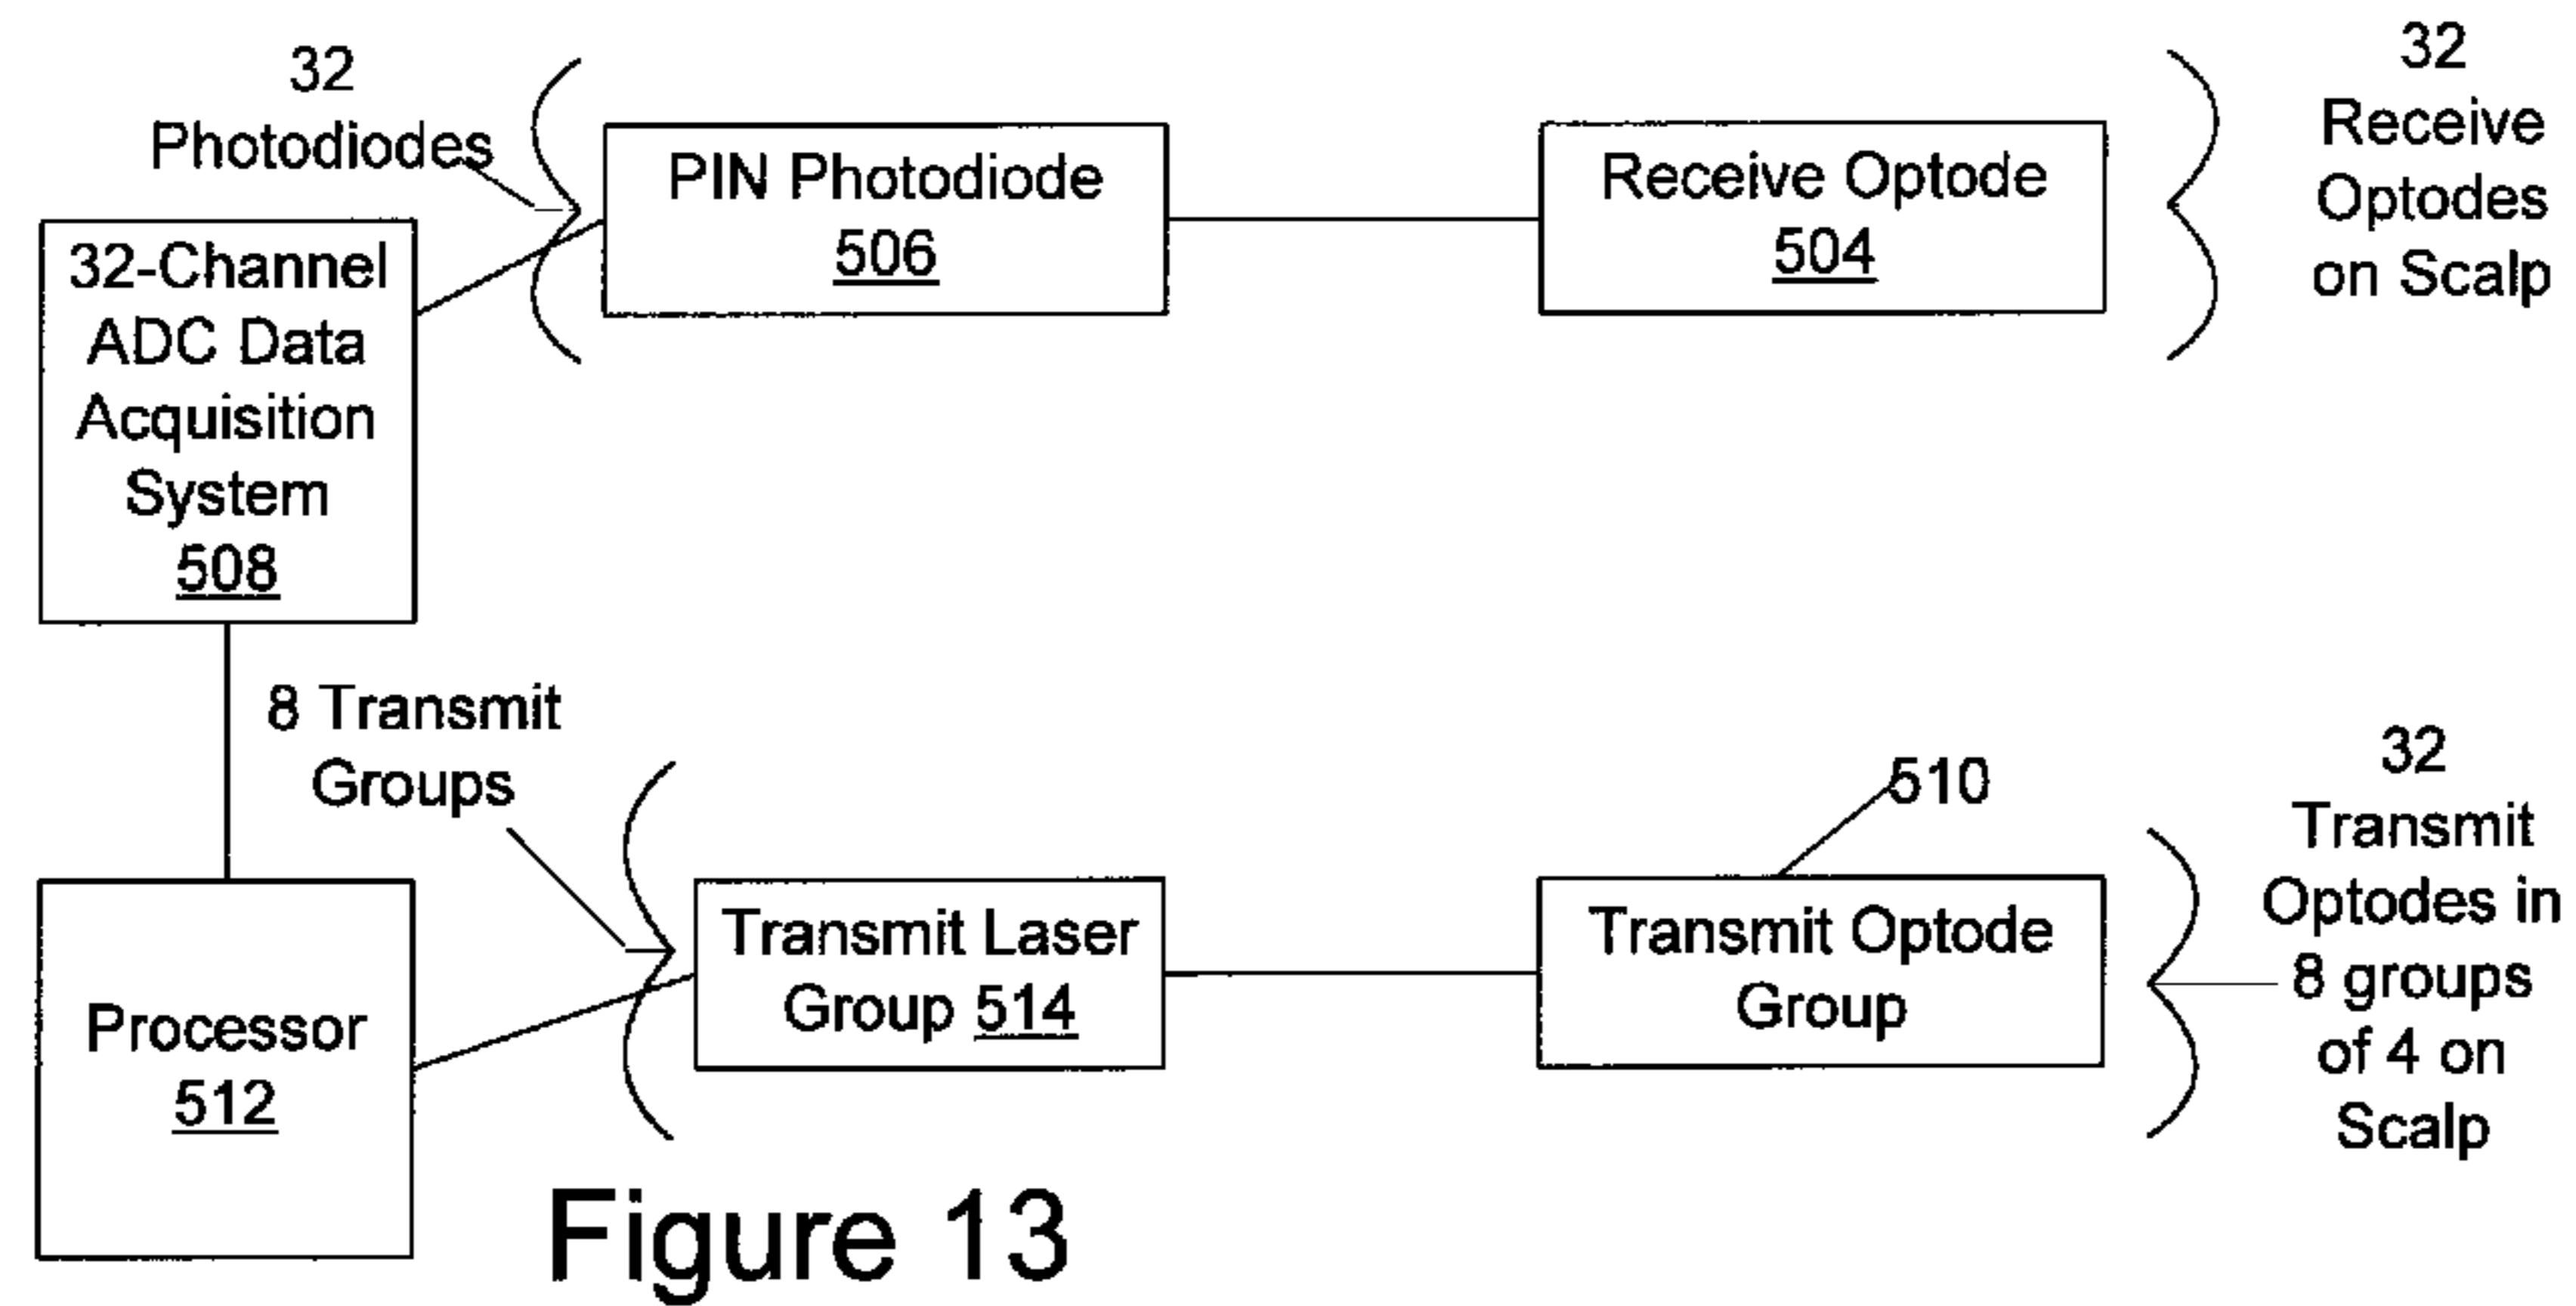 32
Photodiodes
PIN Photodiode
506
Receive Optode
504
32
Receive
Optodes
on Scalp
32-Channel
ADC Data
Acquisition
System
508
8 Transmit
Groups
Processor
512
Transmit Laser
Group 514
510
Transmit Optode
Group
32
Transmit
Optodes in
8 groups
of 4 on
Scalp
Figure 13